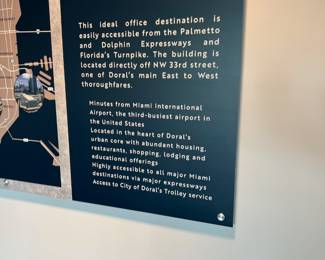 This ideal office destination is
easily accessible from the Palmetto
and Dolphin Expressways and
Florida's Turnpike. The building is
located directly off NW 33rd street,
one of Doral's main East to West
thoroughfares.
Minutes from Miami International
Airport, the third-busiest airport in
the United States
Located in the heart of Doral's
urban core with abundant housing,
restaurants, shopping, lodging and
educational offerings
Highly accessible to all major Miami
destinations via major expressways
Access to City of Doral's Trolley service